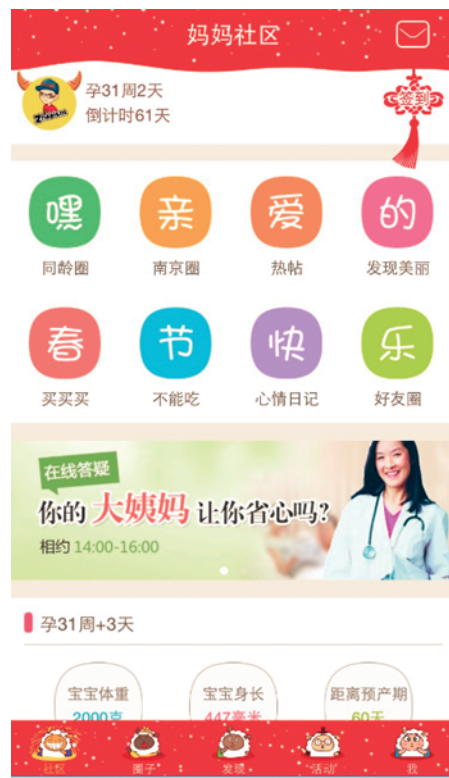 妈妈社区
孕31周2天
倒计时61天
签到
嘿 亲 爱 的
同龄圈 南京圈 热帖 发现美丽
春 节 快 乐
买买买 不能吃 心情日记 好友圈
在线答疑
你的大姨妈让你省心吗?
相约 14:00-16:00
孕31周+3天
宝宝体重 宝宝身长 距离预产期
2000克 447毫米 60天
社区 圈子 发现 活动 我